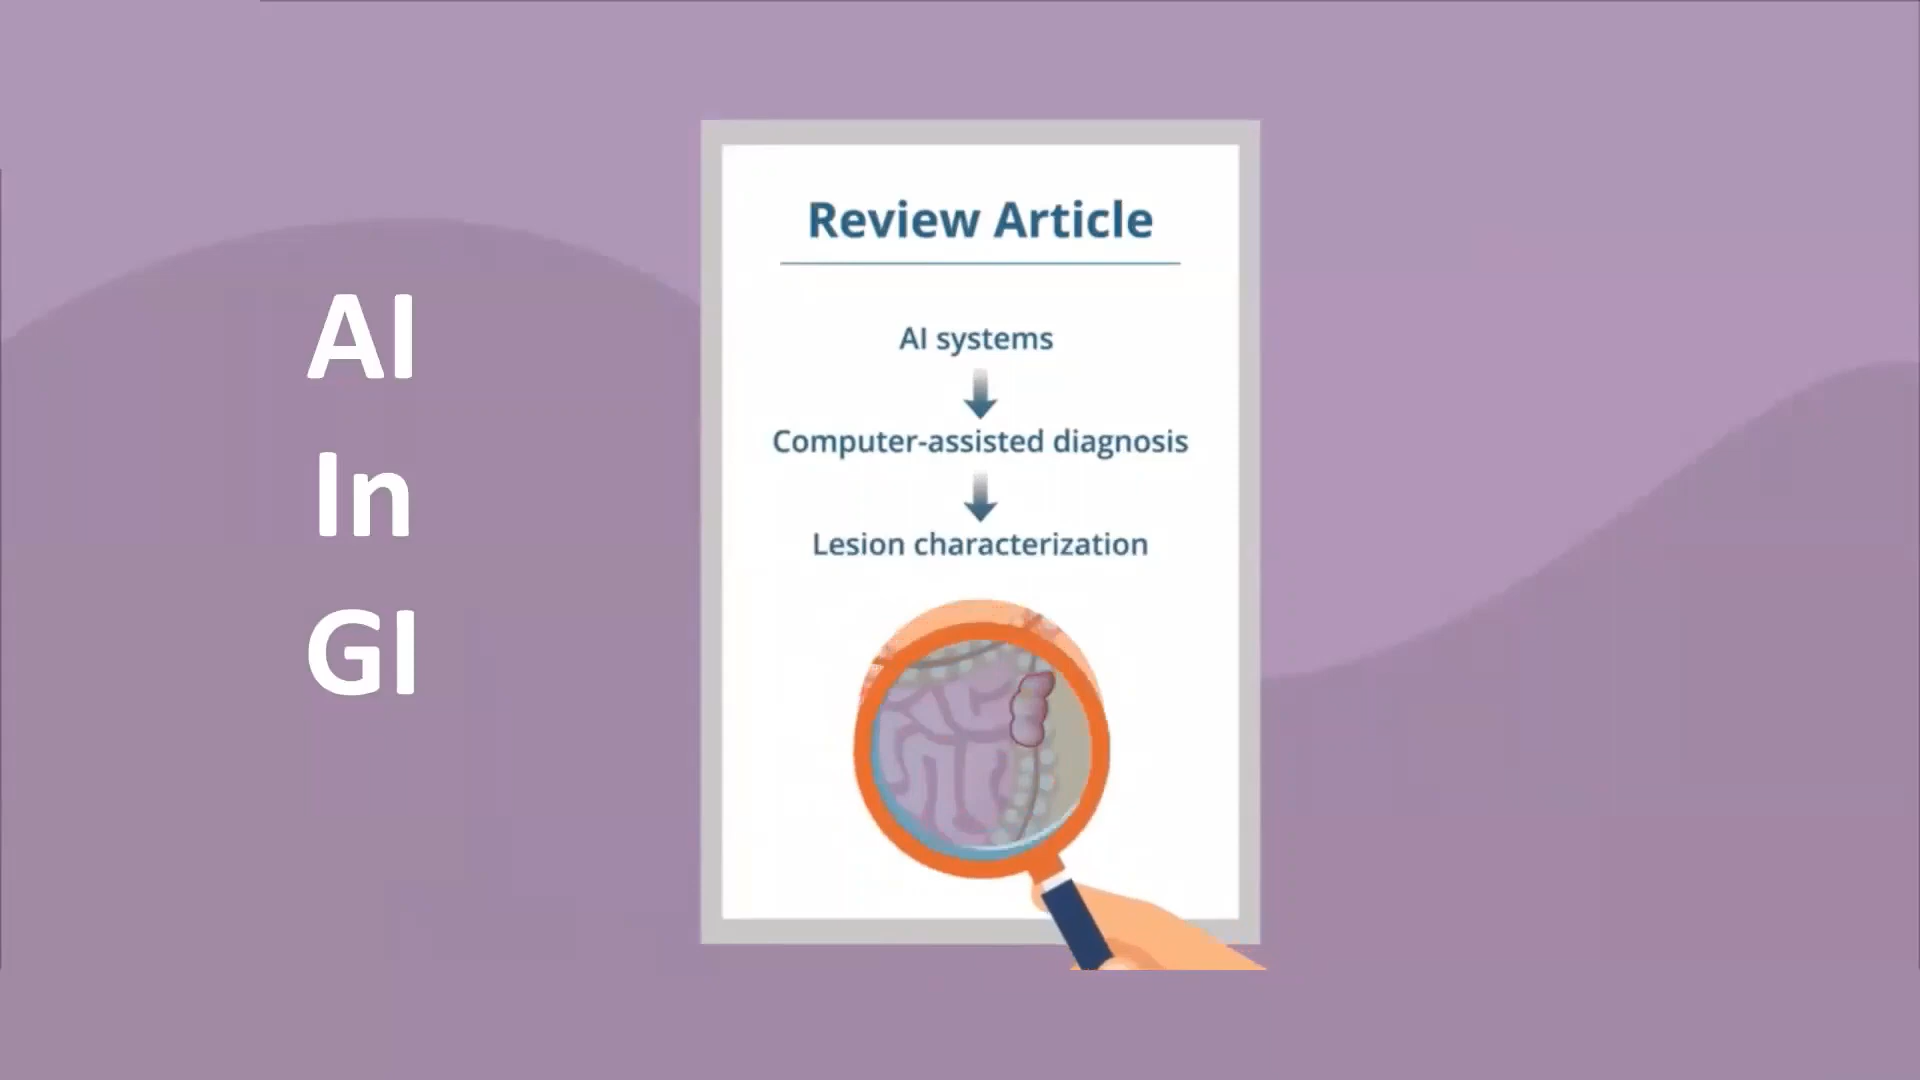 AI
In
GI
Review Article
AI systems
Computer-assisted diagnosis
Lesion characterization